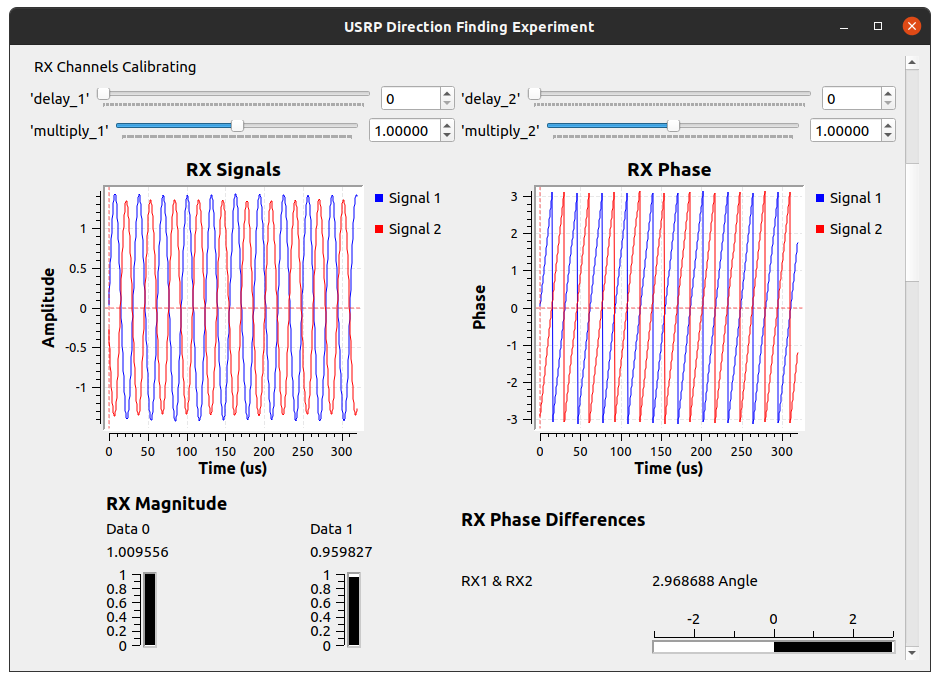 USRP Direction Finding Experiment
RX Channels Calibrating
'delay_1' 0 'delay_2' 0
'multiply_1' 1.00000 'multiply_2' 1.00000
RX Signals
Signal 1
Signal 2
Amplitude
1
0.5
0
-0.5
-1
0 50 100 150 200 250 300
Time (us)
RX Phase
Signal 1
Signal 2
Phase
3
2
1
0
-1
-2
-3
0 50 100 150 200 250 300
Time (us)
RX Magnitude
Data 0
1.009556
1
0.8
0.6
0.4
0.2
0
Data 1
0.959827
1
0.8
0.6
0.4
0.2
0
RX Phase Differences
RX1 & RX2 2.968688 Angle
-2 0 2